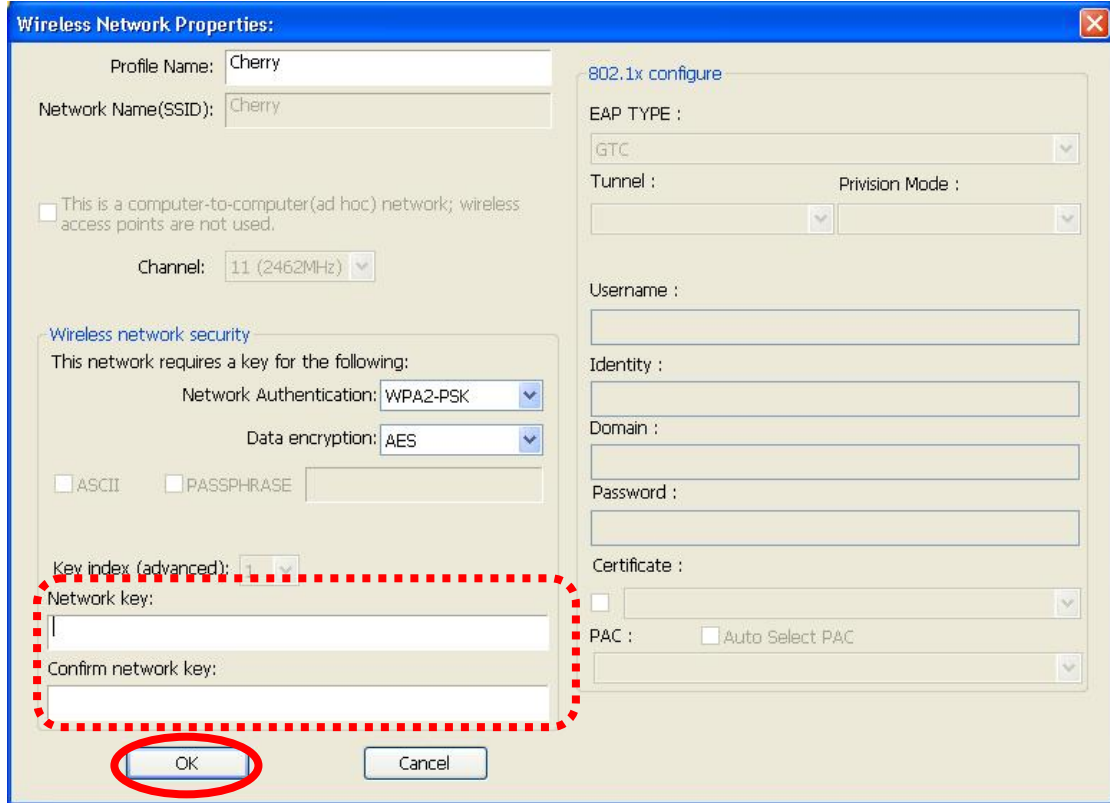 Wireless Network Properties:
Profile Name: Cherry
Network Name(SSID): Cherry
This is a computer-to-computer(ad hoc) network; wireless
access points are not used.
Channel: 11 (2462MHz)
Wireless network security
This network requires a key for the following:
Network Authentication: WPA2-PSK
Data encryption: AES
ASCII PASSPHRASE
Key index (advanced): 1
Network key:
Confirm network key:
OK Cancel
802.1x configure
EAP TYPE :
GTC
Tunnel : Privision Mode :
Username :
Identity :
Domain :
Password :
Certificate :
PAC : Auto Select PAC